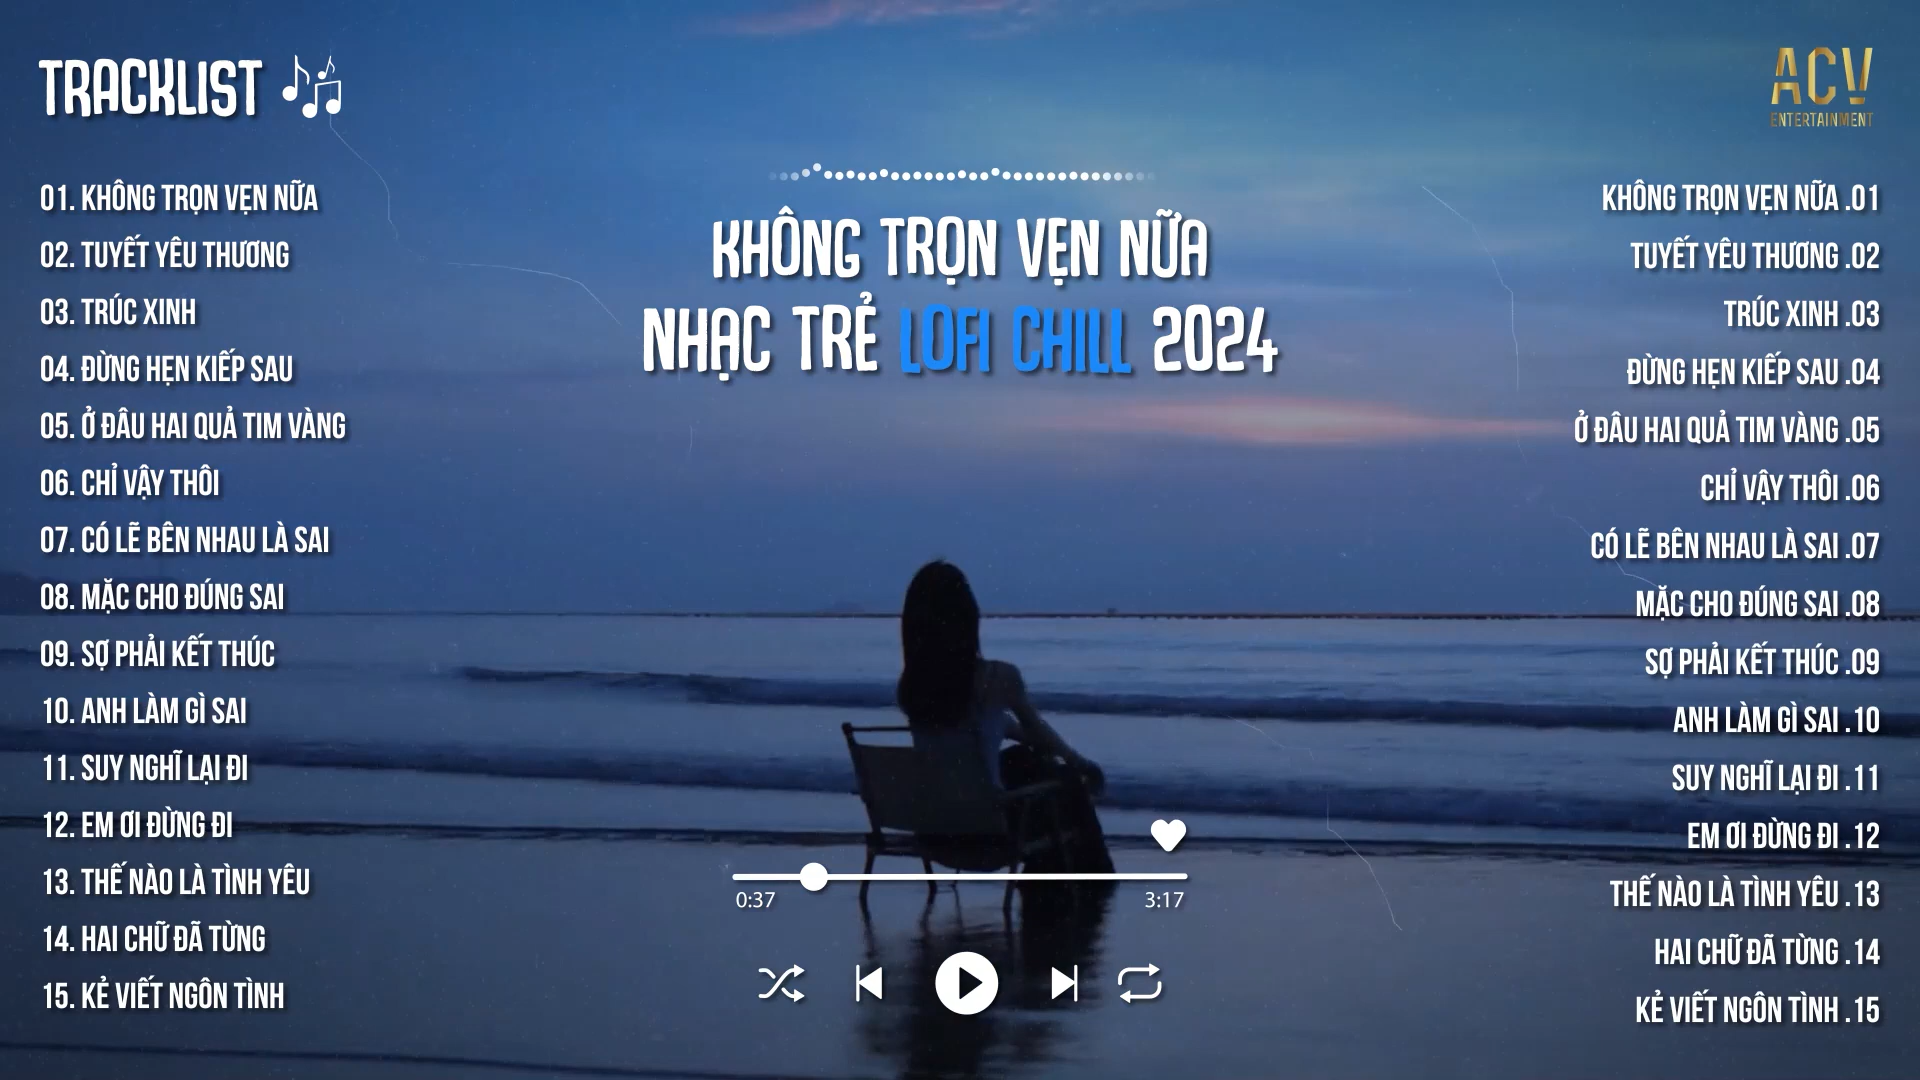 TRACKLIST
01. KHÔNG TRỌN VẸN NỮA
02. TUYẾT YÊU THƯƠNG
03. TRÚC XINH
04. ĐỪNG HẸN KIẾP SAU
05. Ở ĐÂU HAI QUẢ TIM VÀNG
06. CHỈ VẬY THÔI
07. CÓ LẼ BÊN NHAU LÀ SAI
08. MẶC CHO ĐÚNG SAI
09. SỢ PHẢI KẾT THÚC
10. ANH LÀM GÌ SAI
11. SUY NGHĨ LẠI ĐI
12. EM ƠI ĐỪNG ĐI
13. THẾ NÀO LÀ TÌNH YÊU
14. HAI CHỮ ĐÃ TỪNG
15. KẺ VIẾT NGÔN TÌNH
KHÔNG TRỌN VẸN NỮA
NHẠC TRẺ LOFI CHILL 2024
0:37
3:17
ACV
ENTERTAINMENT
KHÔNG TRỌN VẸN NỮA .01
TUYẾT YÊU THƯƠNG .02
TRÚC XINH .03
ĐỪNG HẸN KIẾP SAU .04
Ở ĐÂU HAI QUẢ TIM VÀNG .05
CHỈ VẬY THÔI .06
CÓ LẼ BÊN NHAU LÀ SAI .07
MẶC CHO ĐÚNG SAI .08
SỢ PHẢI KẾT THÚC .09
ANH LÀM GÌ SAI .10
SUY NGHĨ LẠI ĐI .11
EM ƠI ĐỪNG ĐI .12
THẾ NÀO LÀ TÌNH YÊU .13
HAI CHỮ ĐÃ TỪNG .14
KẺ VIẾT NGÔN TÌNH .15